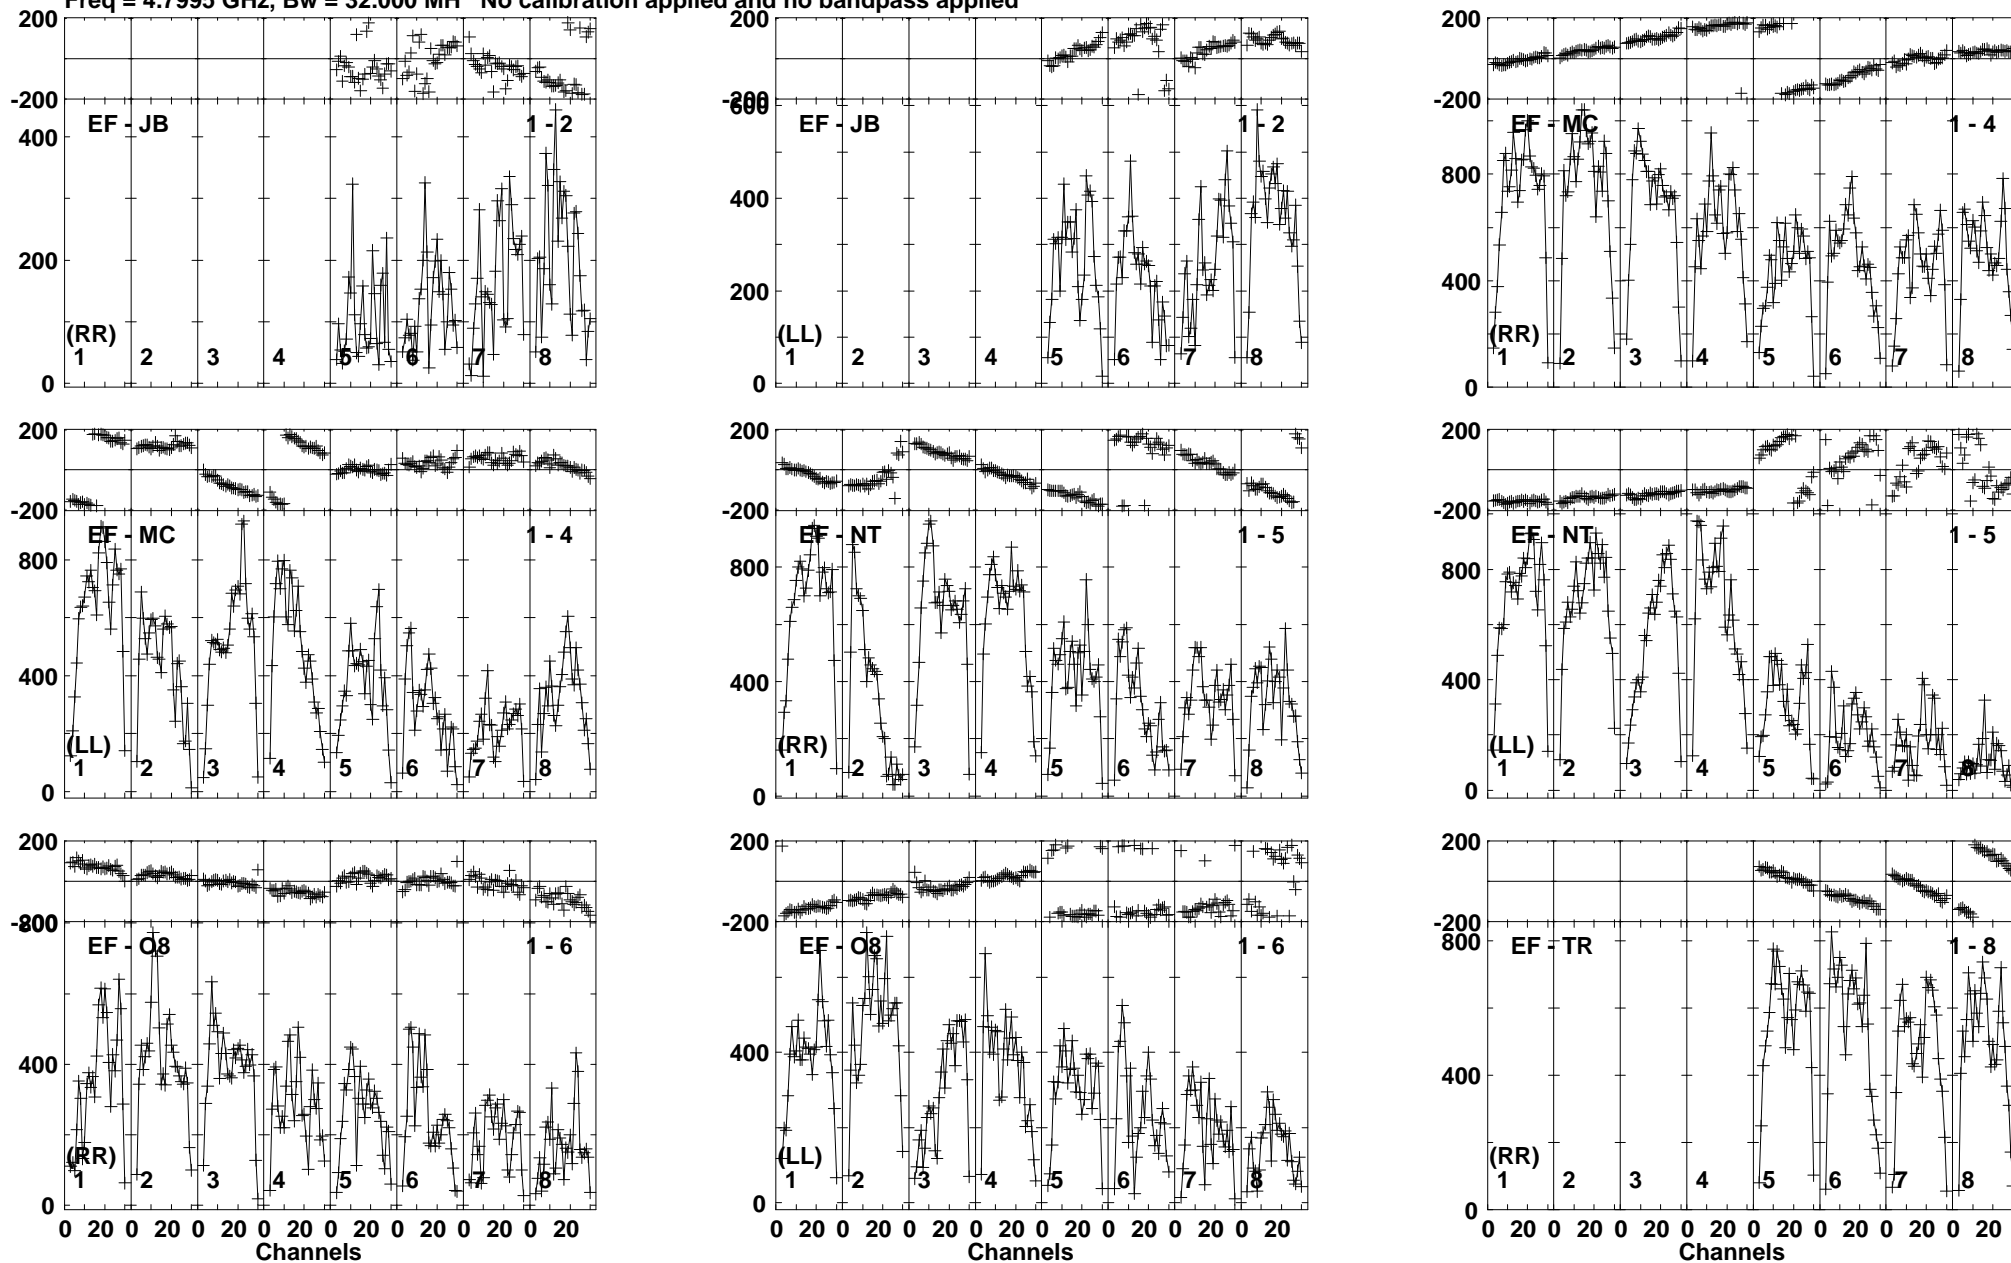 Freq = 4.7995 GHz, Bw = 32.000 MH No calibration applied and no bandpass applied
200 200
-200 -200 -200
EF - JB 1 - 2 600 EF - JB 1 - 2 EF - MC 1 - 4
400 400 800
200 200 400
(RR) (LL) (RR)
1 2 3 4 5 6 7 8 1 2 3 4 5 6 7 8 1 2 3 4 5 6 7 8
0 0 0
200 200 200
-200 -200 -200
EF - MC 1 - 4 EF - NT 1 - 5 EF - NT 1 - 5
800 800 800
400 400 400
(LL) (RR) (LL)
1 2 3 4 5 6 7 8 1 2 3 4 5 6 7 8 1 2 3 4 5 6 7 8
0 0 0
200 200 200
-200 -200 -200
800 EF - O8 1 - 6 EF - O8 1 - 6 800 EF - TR 1 - 8
400 400 400
(RR) (LL) (RR)
1 2 3 4 5 6 7 8 1 2 3 4 5 6 7 8 1 2 3 4 5 6 7 8
0 0 0
0 20 0 20 0 20 0 20 0 20 0 20 0 20 0 20 0 20 0 20 0 20 0 20 0 20 0 20 0 20 0 20 0 20 0 20 0 20 0 20 0 20 0 20 0 20 0 20
Channels Channels Channels